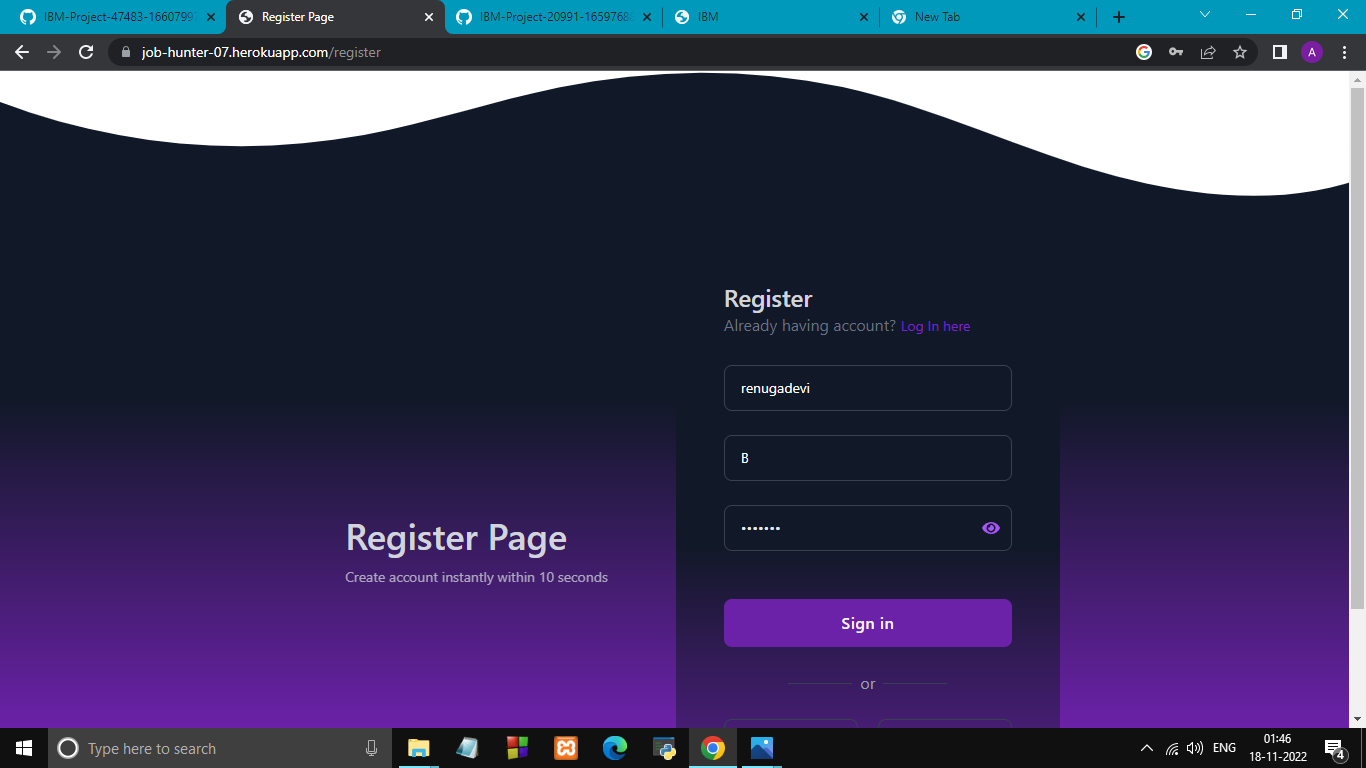 IBM-Project-47483-1660799
Register Page
IBM-Project-20991-1659768
IBM
New Tab
job-hunter-07.herokuapp.com/register
A
Register
Already having account? Log In here
renugadevi
B
•••••••
Register Page
Create account instantly within 10 seconds
Sign in
or
Type here to search
ENG
01:46
18-11-2022
4